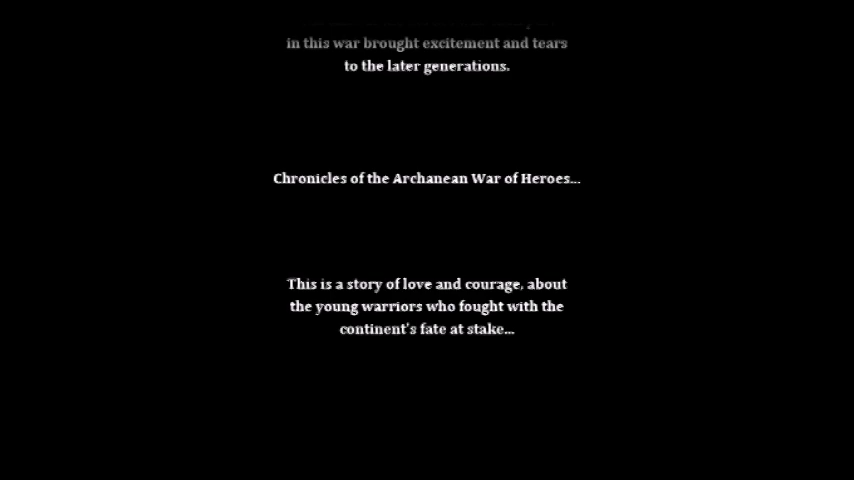 in this war brought excitement and tears
to the later generations.
Chronicles of the Archanean War of Heroes...
This is a story of love and courage, about
the young warriors who fought with the
continent's fate at stake...